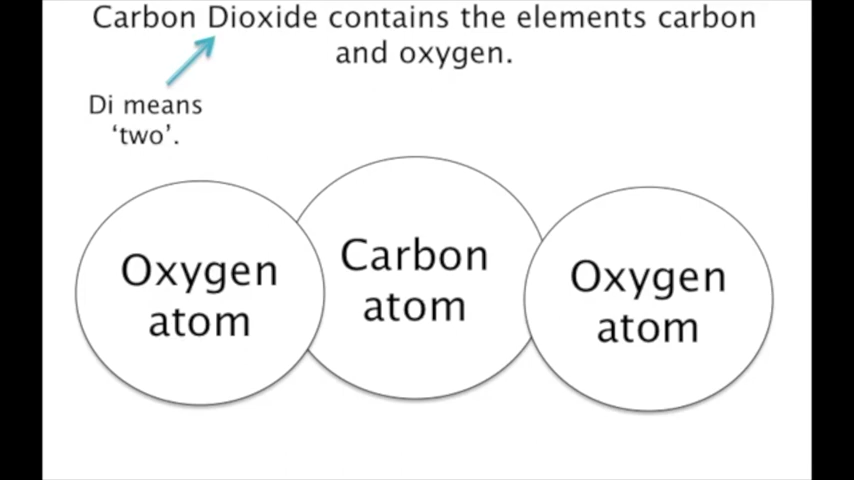 Carbon Dioxide contains the elements carbon
and oxygen.
Di means
‘two’.
Oxygen
atom
Carbon
atom
Oxygen
atom